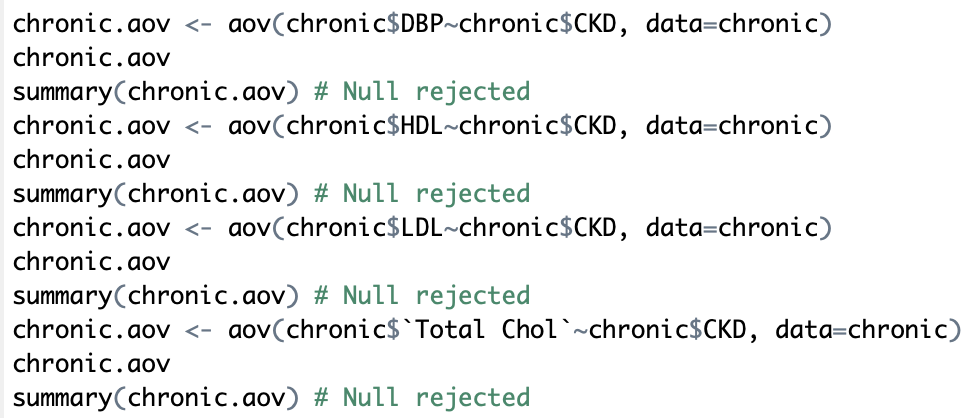 chronic.aov <- aov(chronic$DBP~chronic$CKD, data=chronic)
chronic.aov
summary(chronic.aov) # Null rejected
chronic.aov <- aov(chronic$HDL~chronic$CKD, data=chronic)
chronic.aov
summary(chronic.aov) # Null rejected
chronic.aov <- aov(chronic$LDL~chronic$CKD, data=chronic)
chronic.aov
summary(chronic.aov) # Null rejected
chronic.aov <- aov(chronic$`Total Chol`~chronic$CKD, data=chronic)
chronic.aov
summary(chronic.aov) # Null rejected